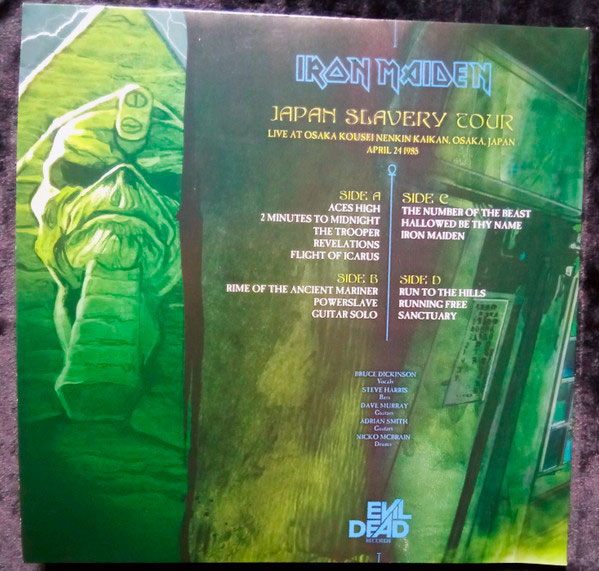 IRON MAIDEN
JAPAN SLAVERY TOUR
LIVE AT OSAKA KOUSEI NENKIN KAIKAN, OSAKA, JAPAN
APRIL 24 1985
SIDE A
ACES HIGH
2 MINUTES TO MIDNIGHT
THE TROOPER
REVELATIONS
FLIGHT OF ICARUS
SIDE B
RIME OF THE ANCIENT MARINER
POWERSLAVE
GUITAR SOLO
SIDE C
THE NUMBER OF THE BEAST
HALLOWED BE THY NAME
IRON MAIDEN
SIDE D
RUN TO THE HILLS
RUNNING FREE
SANCTUARY
BRUCE DICKINSON
Vocals
STEVE HARRIS
Bass
DAVE MURRAY
Guitars
ADRIAN SMITH
Guitars
NICKO MCBRAIN
Drums
EVIL
DEAD
RECORDS